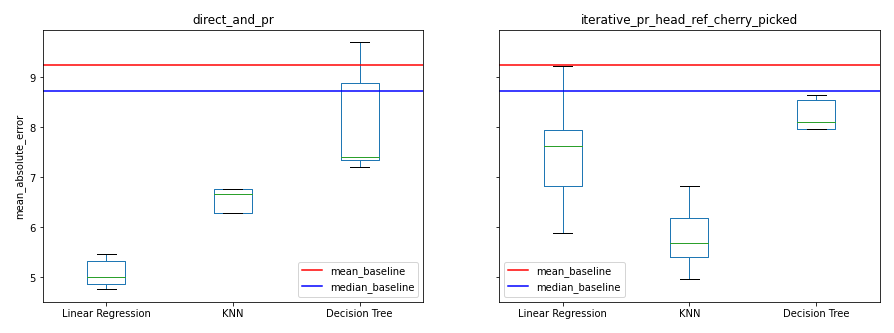 direct_and_pr
mean_absolute_error
9
8
7
6
5
mean_baseline
median_baseline
Linear Regression KNN Decision Tree
iterative_pr_head_ref_cherry_picked
mean_baseline
median_baseline
Linear Regression KNN Decision Tree